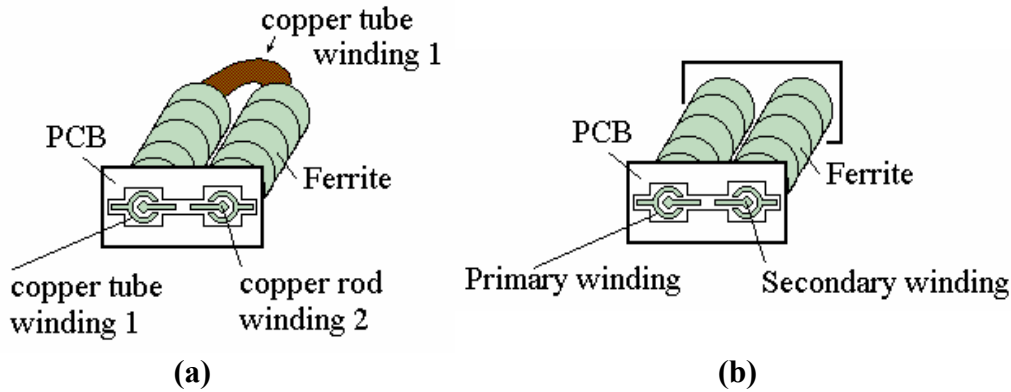 copper tube
winding 1
PCB
Ferrite
copper tube
winding 1
copper rod
winding 2
(a)
PCB
Ferrite
Primary winding
Secondary winding
(b)